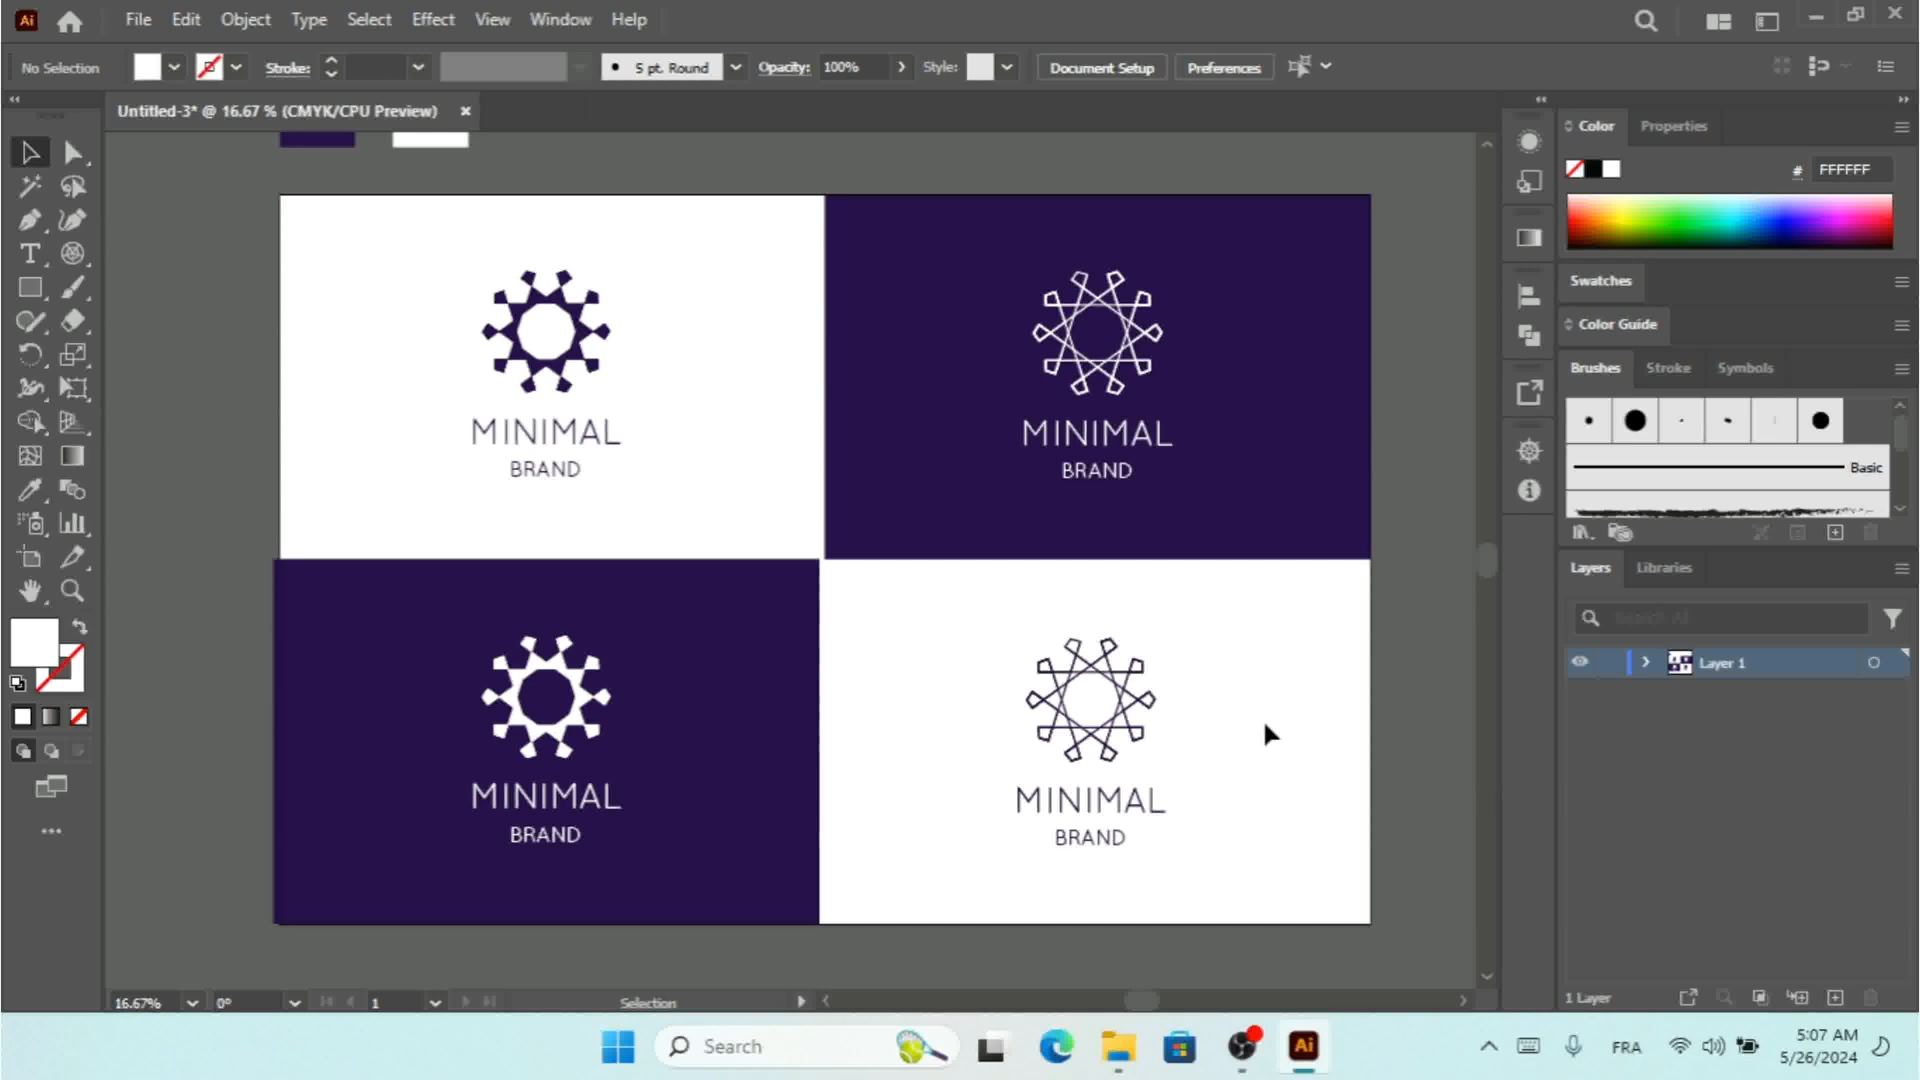 Ai File Edit Object Type Select Effect View Window Help
No Selection Stroke: 5 pt. Round Opacity: 100% Style: Document Setup Preferences
Untitled-3* @ 16.67 % (CMYK/CPU Preview)
Color Properties
# FFFFFF
Swatches
Color Guide
Brushes Stroke Symbols
Basic
Layers Libraries
Layer 1
1 Layer
MINIMAL
BRAND
MINIMAL
BRAND
MINIMAL
BRAND
MINIMAL
BRAND
16.67% 0° 1 Selection
Search
Ai
FRA
5:07 AM
5/26/2024